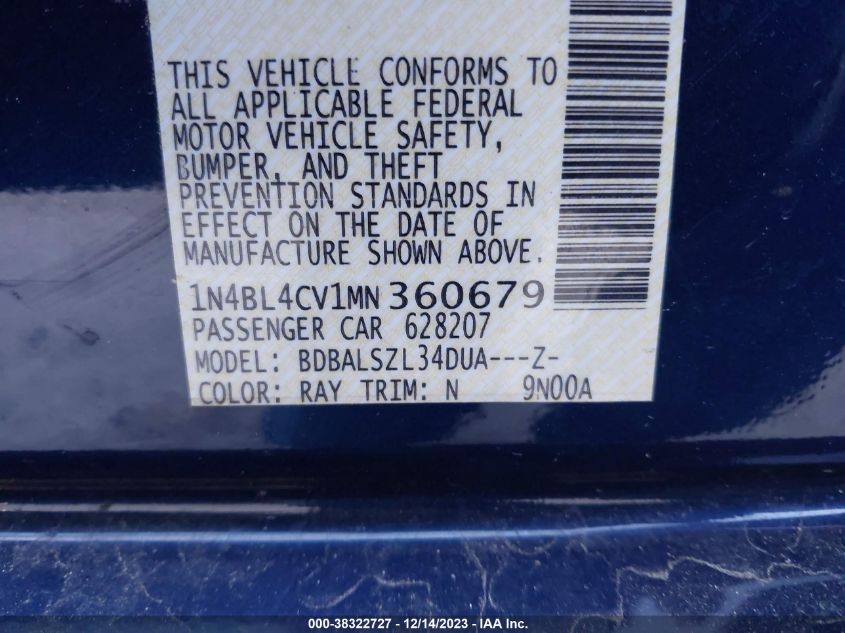 THIS VEHICLE CONFORMS TO
ALL APPLICABLE FEDERAL
MOTOR VEHICLE SAFETY,
BUMPER, AND THEFT
PREVENTION STANDARDS IN
EFFECT ON THE DATE OF
MANUFACTURE SHOWN ABOVE.
1N4BL4CV1MN360679
PASSENGER CAR 628207
MODEL: BDBALSZL34DUA---Z-
COLOR: RAY TRIM: N 9N00A
000-38322727 - 12/14/2023 - IAA Inc.